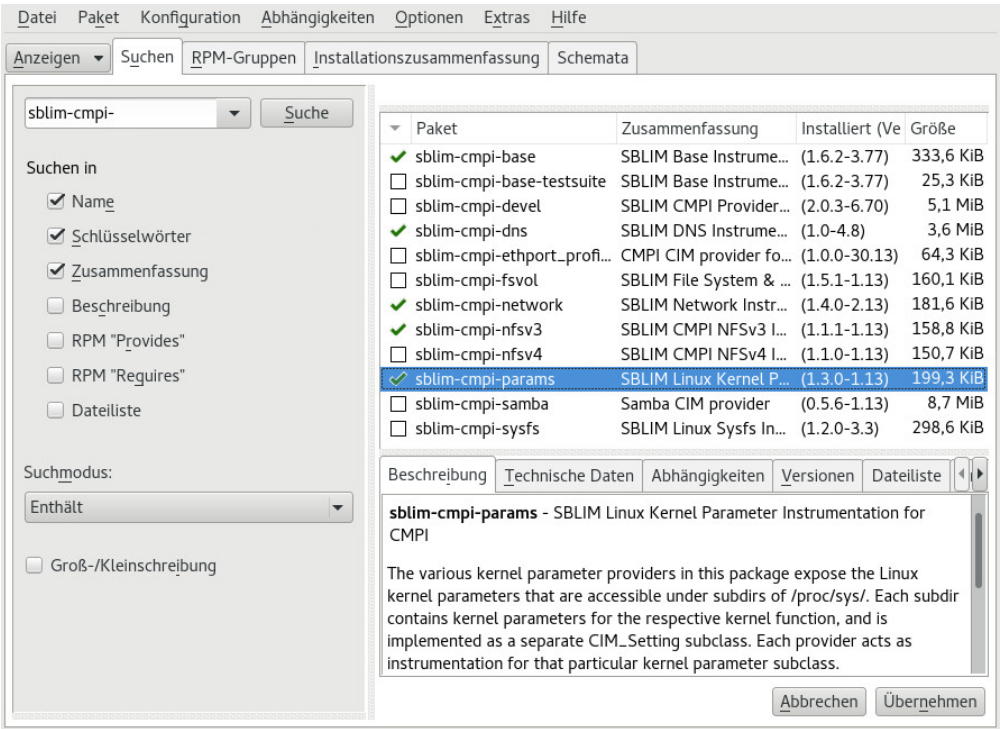 Datei Paket Konfiguration Abhängigkeiten Optionen Extras Hilfe
Anzeigen Suchen RPM-Gruppen Installationszusammenfassung Schemata
sblim-cmpi- Suche
Suchen in
Name
Schlüsselwörter
Zusammenfassung
Beschreibung
RPM "Provides"
RPM "Requires"
Dateiliste
Suchmodus:
Enthält
Groß-/Kleinschreibung
Paket Zusammenfassung Installiert (Ve Größe
sblim-cmpi-base SBLIM Base Instrume... (1.6.2-3.77) 333,6 KiB
sblim-cmpi-base-testsuite SBLIM Base Instrume... (1.6.2-3.77) 25,3 KiB
sblim-cmpi-devel SBLIM CMPI Provider... (2.0.3-6.70) 5,1 MiB
sblim-cmpi-dns SBLIM DNS Instrume... (1.0-4.8) 3,6 MiB
sblim-cmpi-ethport_profi... CMPI CIM provider fo... (1.0.0-30.13) 64,3 KiB
sblim-cmpi-fsvol SBLIM File System & ... (1.5.1-1.13) 160,1 KiB
sblim-cmpi-network SBLIM Network Instr... (1.4.0-2.13) 181,6 KiB
sblim-cmpi-nfsv3 SBLIM CMPI NFSv3 I... (1.1.1-1.13) 158,8 KiB
sblim-cmpi-nfsv4 SBLIM CMPI NFSv4 I... (1.1.0-1.13) 150,7 KiB
sblim-cmpi-params SBLIM Linux Kernel P... (1.3.0-1.13) 199,3 KiB
sblim-cmpi-samba Samba CIM provider (0.5.6-1.13) 8,7 MiB
sblim-cmpi-sysfs SBLIM Linux Sysfs In... (1.2.0-3.3) 298,6 KiB
Beschreibung Technische Daten Abhängigkeiten Versionen Dateiliste
sblim-cmpi-params - SBLIM Linux Kernel Parameter Instrumentation for
CMPI
The various kernel parameter providers in this package expose the Linux
kernel parameters that are accessible under subdirs of /proc/sys/. Each subdir
contains kernel parameters for the respective kernel function, and is
implemented as a separate CIM_Setting subclass. Each provider acts as
instrumentation for that particular kernel parameter subclass.
Abbrechen Übernehmen